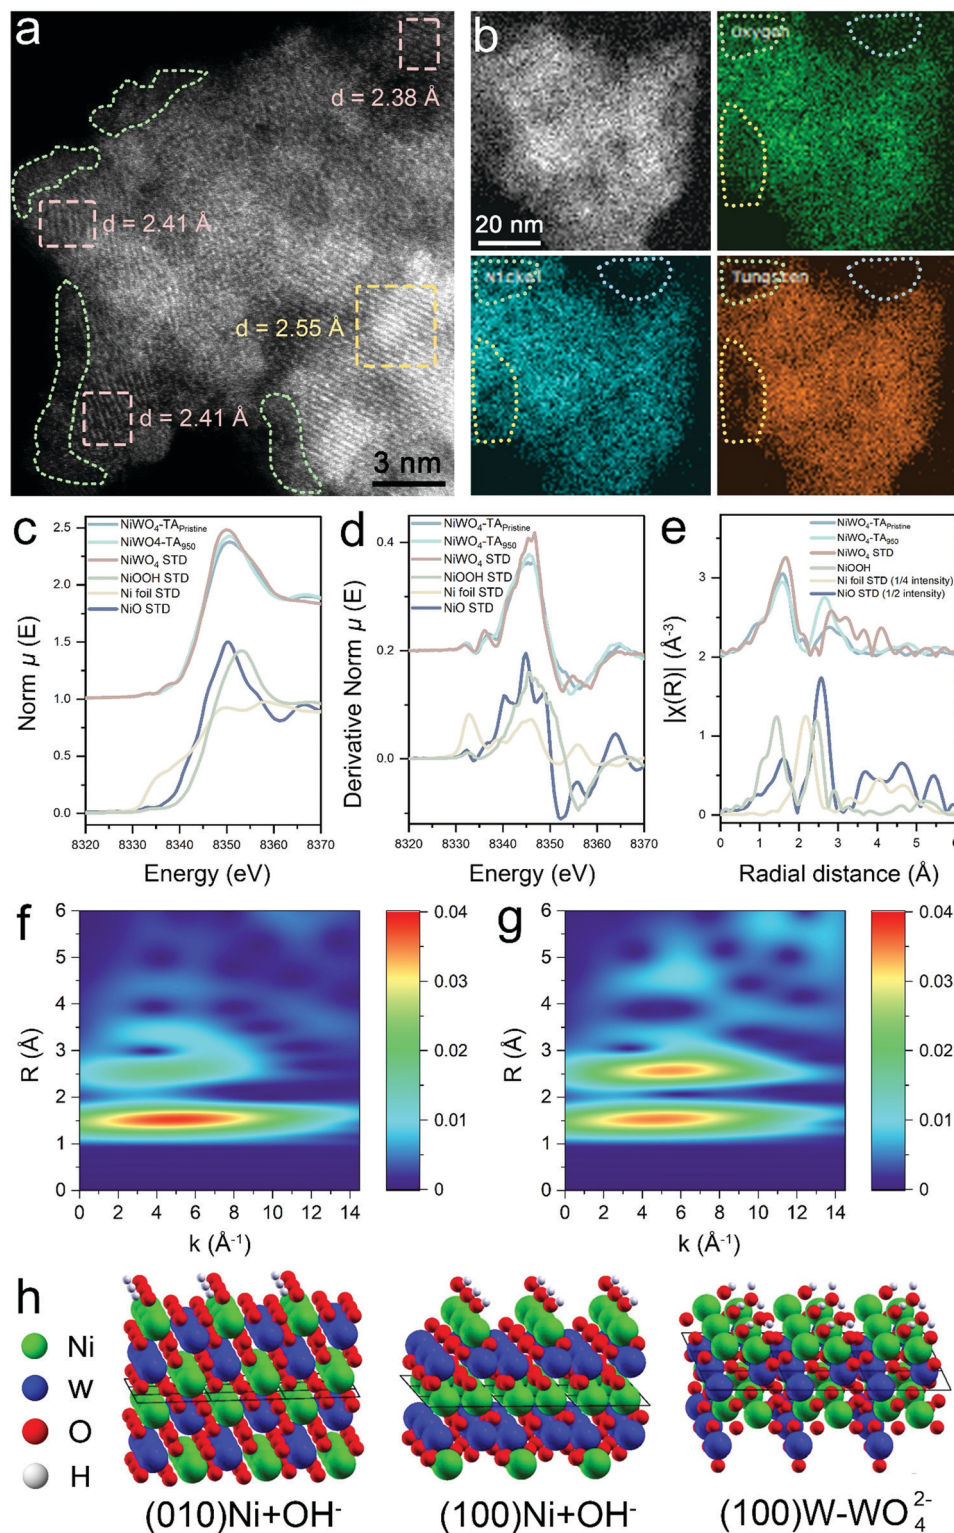 a
d = 2.38 Å
d = 2.41 Å
d = 2.55 Å
d = 2.41 Å
3 nm
b
20 nm
Oxygen
Nickel
Tungsten
c
NiWO₄-TA_Pristine
NiWO4-TA₉₅₀
NiWO₄ STD
NiOOH STD
Ni foil STD
NiO STD
Norm μ (E)
2.5
2.0
1.5
1.0
0.5
0.0
8320 8330 8340 8350 8360 8370
Energy (eV)
d
NiWO₄-TA_Pristine
NiWO₄-TA₉₅₀
NiWO₄ STD
NiOOH STD
Ni foil STD
NiO STD
Derivative Norm μ (E)
0.4
0.2
0.0
8320 8330 8340 8350 8360 8370
Energy (eV)
e
NiWO₄-TA_Pristine
NiWO₄-TA₉₅₀
NiWO₄ STD
NiOOH
Ni foil STD (1/4 intensity)
NiO STD (1/2 intensity)
|χ(R)| (Å⁻³)
3
2
1
0
0 1 2 3 4 5 6
Radial distance (Å)
f
R (Å)
6
5
4
3
2
1
0
0 2 4 6 8 10 12 14
k (Å⁻¹)
0.04
0.03
0.02
0.01
0
g
R (Å)
6
5
4
3
2
1
0
0 2 4 6 8 10 12 14
k (Å⁻¹)
0.04
0.03
0.02
0.01
0
h
Ni
W
O
H
(010)Ni+OH⁻
(100)Ni+OH⁻
(100)W-WO₄²⁻